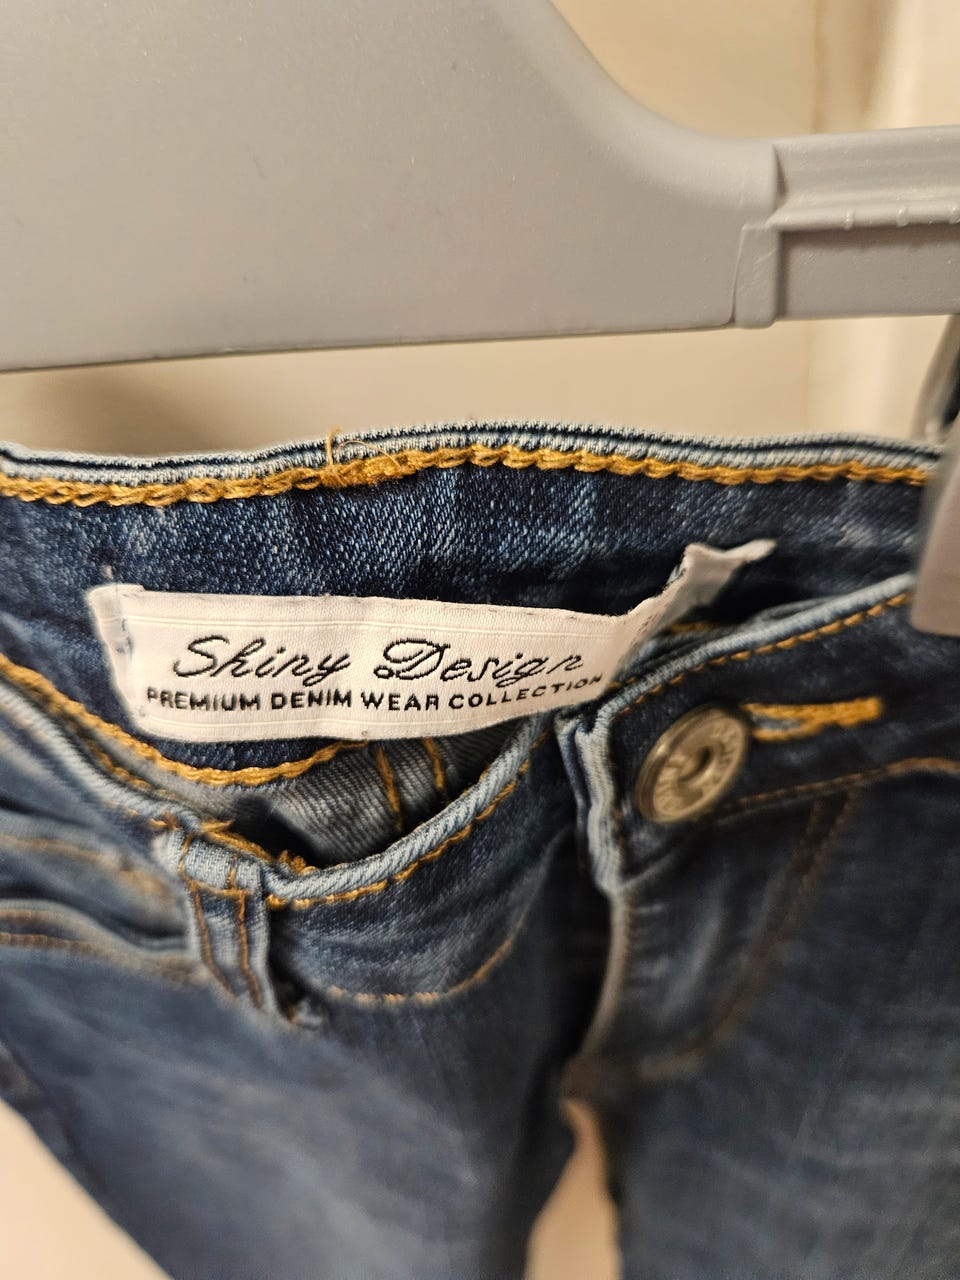 Shiny Design
PREMIUM DENIM WEAR COLLECTION